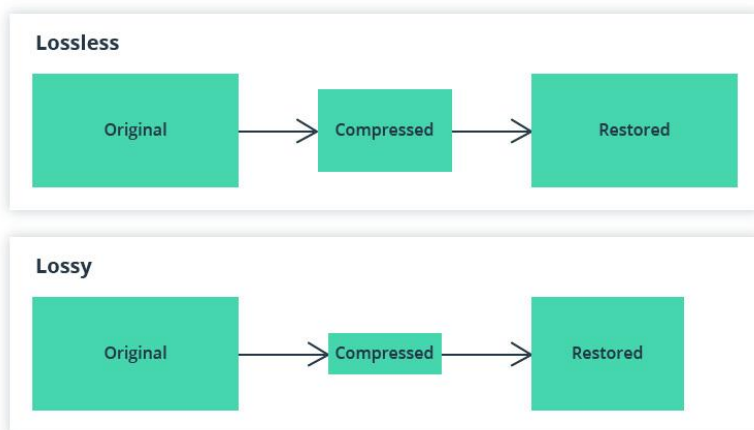 Lossless
Original
Compressed
Restored
Lossy
Original
Compressed
Restored